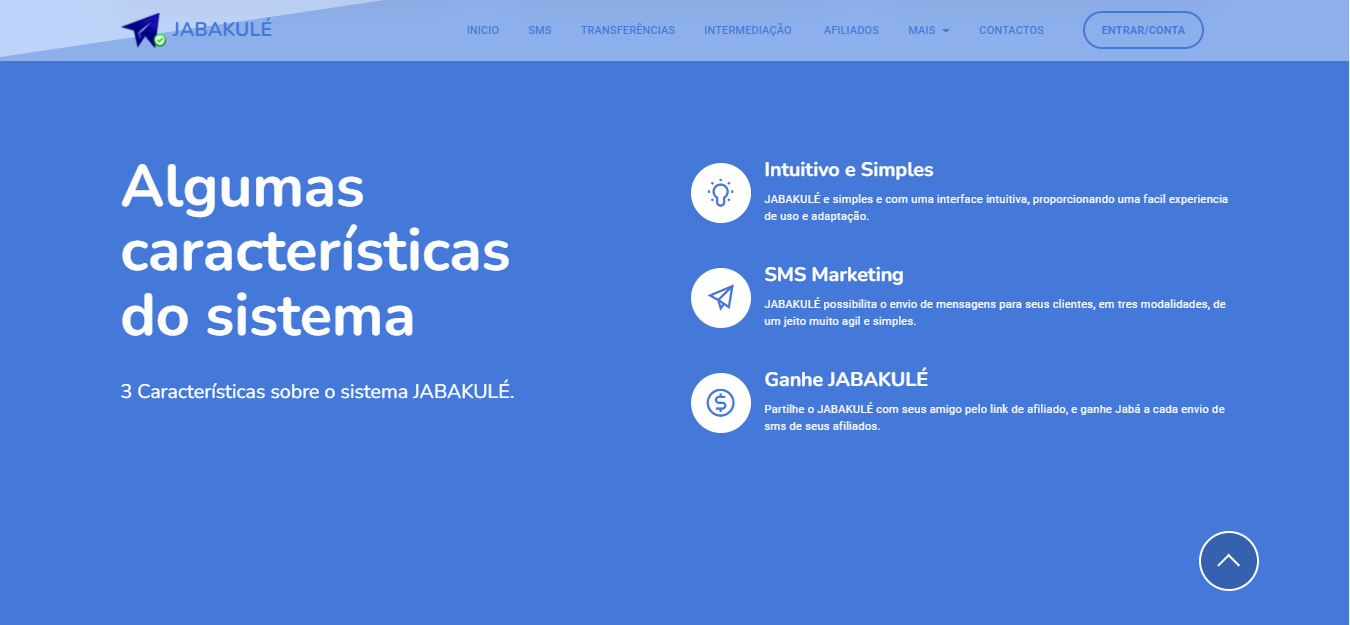 JABAKULÉ
INICIO SMS TRANSFERÊNCIAS INTERMEDIAÇÃO AFILIADOS MAIS CONTACTOS ENTRAR/CONTA
Algumas
características
do sistema
3 Características sobre o sistema JABAKULÉ.
Intuitivo e Simples
JABAKULÉ e simples e com uma interface intuitiva, proporcionando uma facil experiencia
de uso e adaptação.
SMS Marketing
JABAKULÉ possibilita o envio de mensagens para seus clientes, em tres modalidades, de
um jeito muito agil e simples.
Ganhe JABAKULÉ
Partilhe o JABAKULÉ com seus amigo pelo link de afiliado, e ganhe Jabá a cada envio de
sms de seus afiliados.